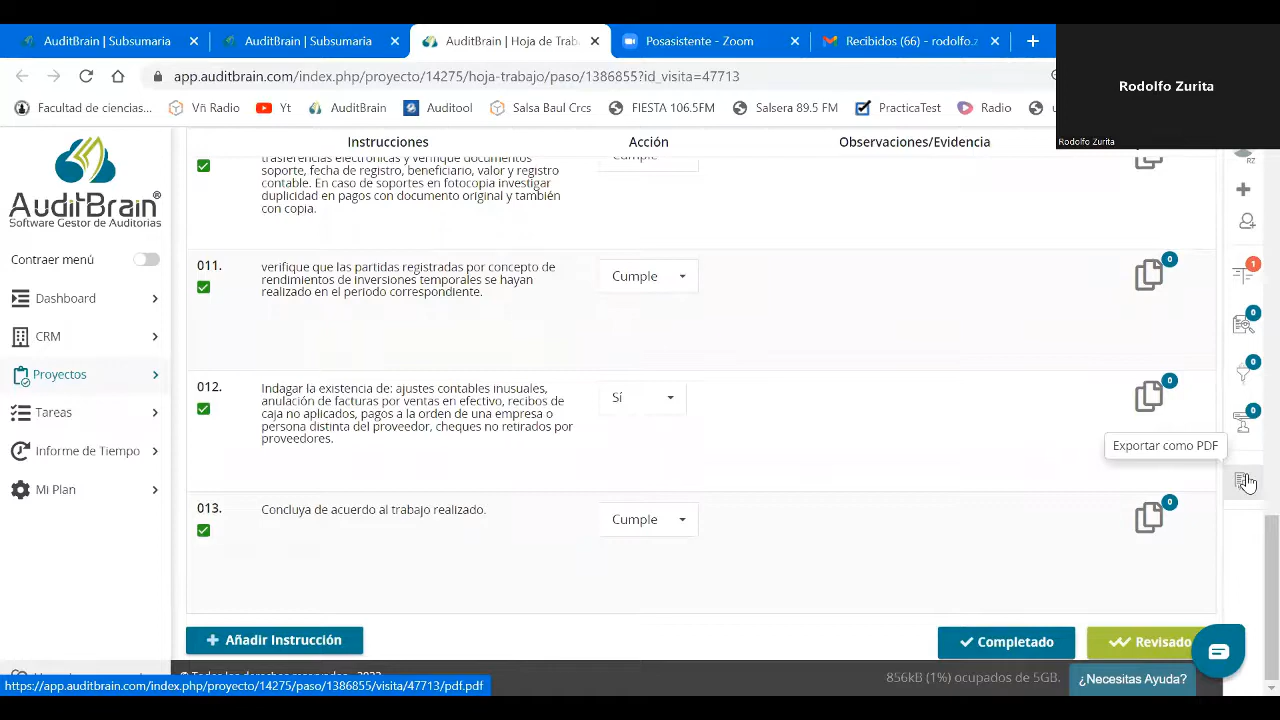 AuditBrain | Subsumaria
AuditBrain | Subsumaria
AuditBrain | Hoja de Trab
Posasistente - Zoom
Recibidos (66) - rodolfo.z
app.auditbrain.com/index.php/proyecto/14275/hoja-trabajo/paso/1386855?id_visita=47713
Facultad de ciencias...
Vñ Radio
Yt
AuditBrain
Auditool
Salsa Baul Crcs
FIESTA 106.5FM
Salsera 89.5 FM
PracticaTest
Radio
Rodolfo Zurita
Rodolfo Zurita
AuditBrain®
Software Gestor de Auditorias
Contraer menú
Dashboard
CRM
Proyectos
Tareas
Informe de Tiempo
Mi Plan
Instrucciones
Acción
Observaciones/Evidencia
trasferencias electrónicas y verifique documentos
soporte, fecha de registro, beneficiario, valor y registro
contable. En caso de soportes en fotocopia investigar
duplicidad en pagos con documento original y también
con copia.
Cumple
011.
verifique que las partidas registradas por concepto de
rendimientos de inversiones temporales se hayan
realizado en el período correspondiente.
Cumple
0
012.
Indagar la existencia de: ajustes contables inusuales,
anulación de facturas por ventas en efectivo, recibos de
caja no aplicados, pagos a la orden de una empresa o
persona distinta del proveedor, cheques no retirados por
proveedores.
Sí
0
013.
Concluya de acuerdo al trabajo realizado.
Cumple
0
RZ
1
0
0
0
Exportar como PDF
Añadir Instrucción
Completado
Revisado
856kB (1%) ocupados de 5GB.
¿Necesitas Ayuda?
https://app.auditbrain.com/index.php/proyecto/14275/paso/1386855/visita/47713/pdf.pdf